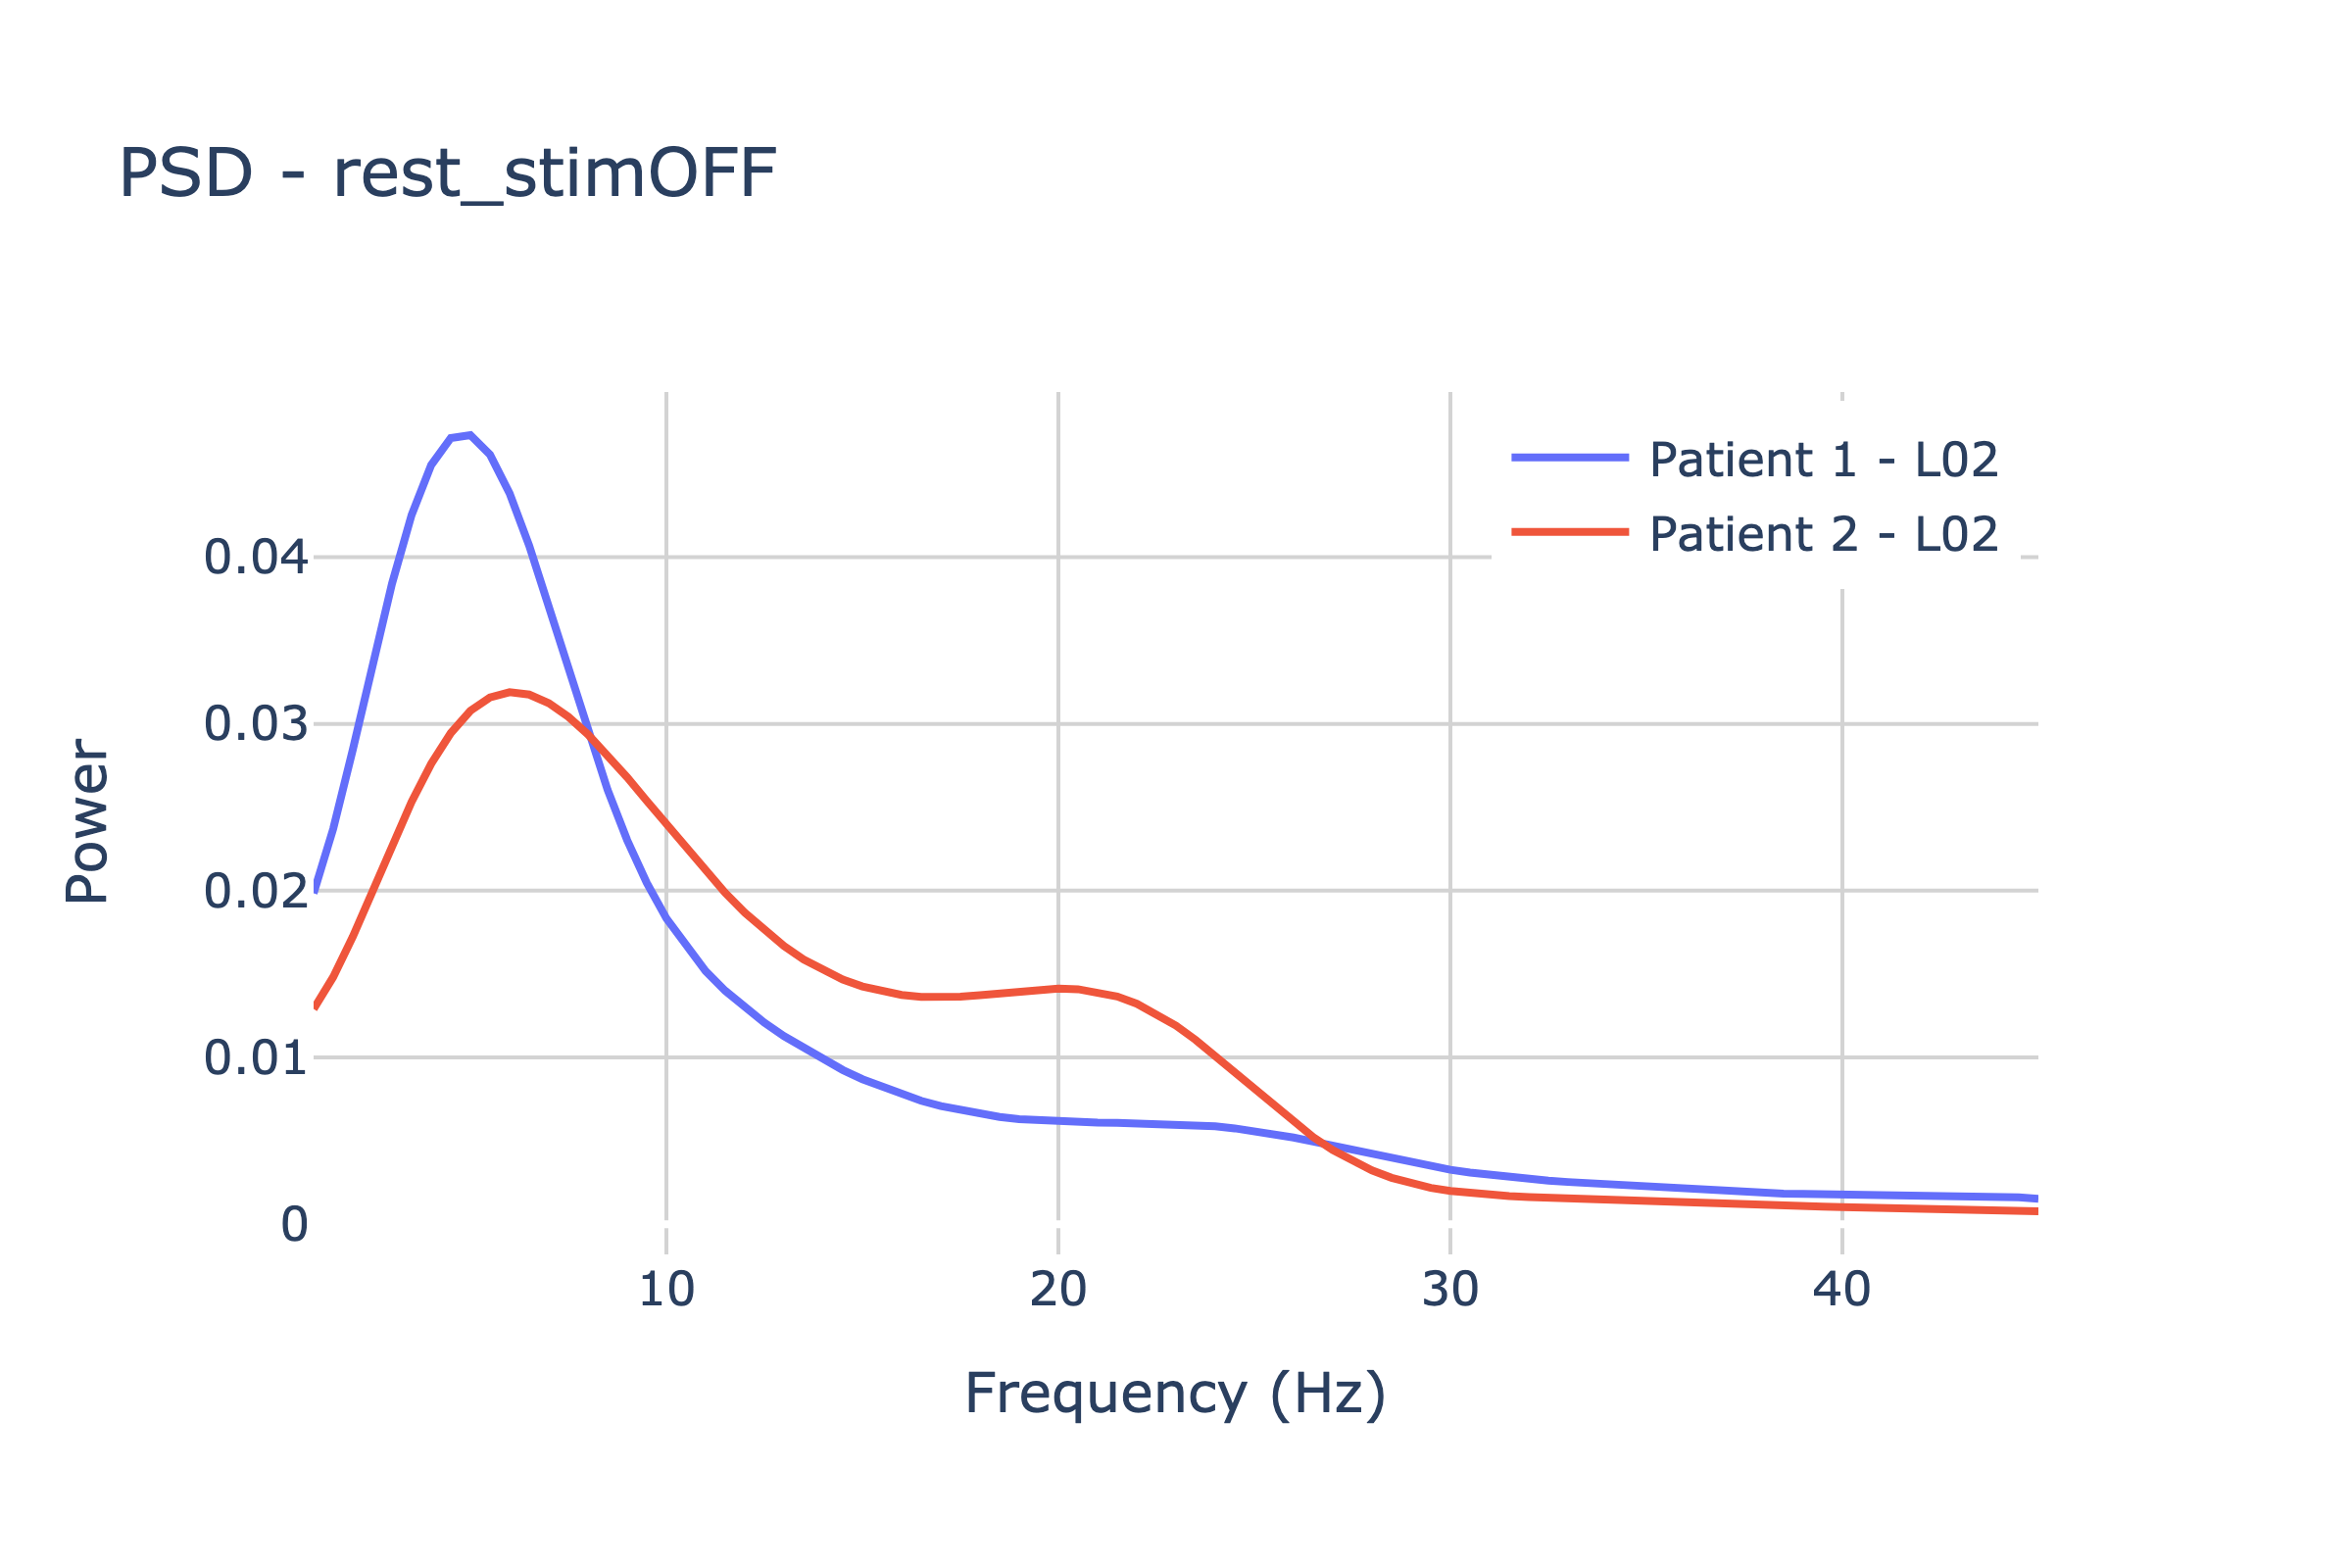 PSD - rest_stimOFF
Patient 1 - L02
Patient 2 - L02
0.04
0.03
0.02
0.01
0
Power
10
20
30
40
Frequency (Hz)